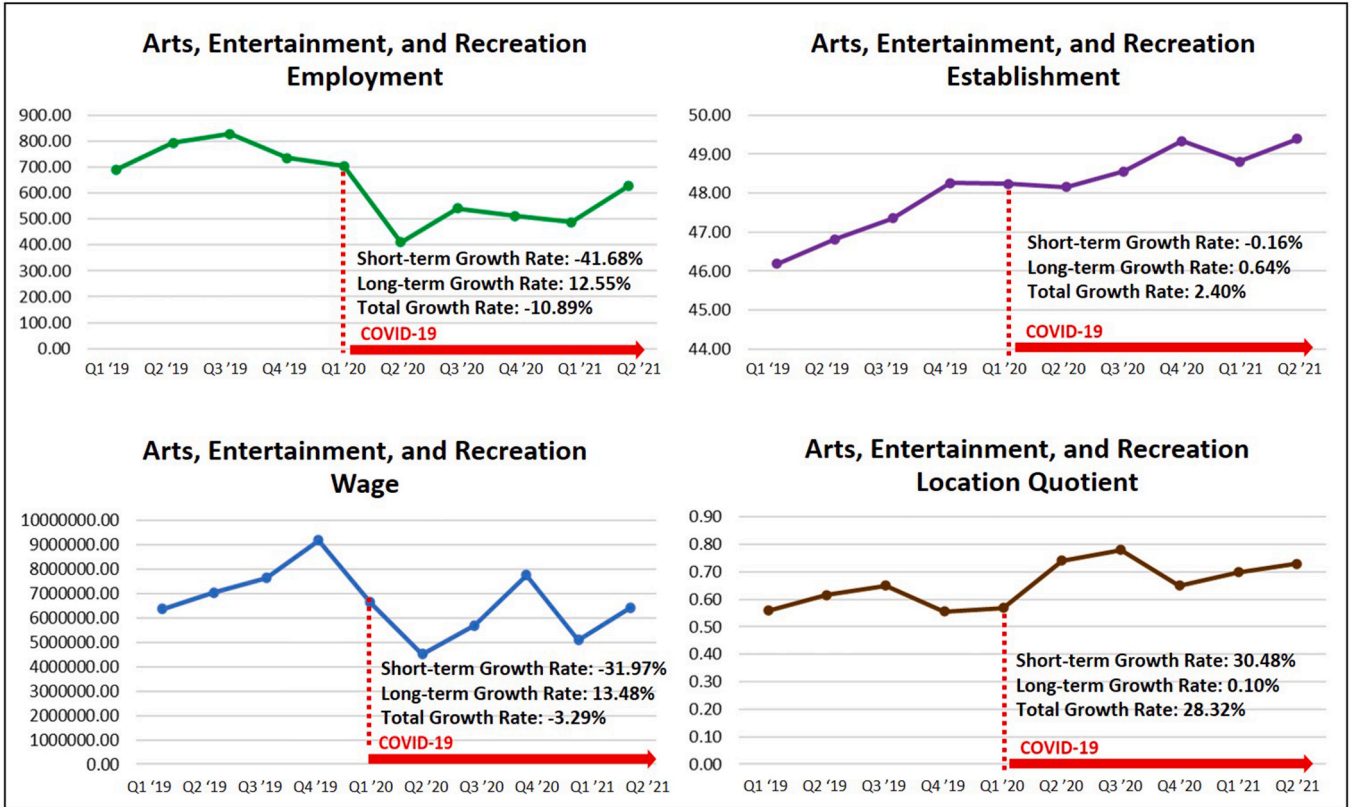 Arts, Entertainment, and Recreation
Employment
900.00
800.00
700.00
600.00
500.00
400.00
300.00
200.00
100.00
0.00
Short-term Growth Rate: -41.68%
Long-term Growth Rate: 12.55%
Total Growth Rate: -10.89%
COVID-19
Q1 ‘19 Q2 ’19 Q3 ’19 Q4 ’19 Q1 ’20 Q2 ’20 Q3 ’20 Q4 ’20 Q1 ’21 Q2 ’21
Arts, Entertainment, and Recreation
Establishment
50.00
49.00
48.00
47.00
46.00
45.00
44.00
Short-term Growth Rate: -0.16%
Long-term Growth Rate: 0.64%
Total Growth Rate: 2.40%
COVID-19
Q1 ‘19 Q2 ’19 Q3 ’19 Q4 ’19 Q1 ’20 Q2 ’20 Q3 ’20 Q4 ’20 Q1 ’21 Q2 ’21
Arts, Entertainment, and Recreation
Wage
10000000.00
9000000.00
8000000.00
7000000.00
6000000.00
5000000.00
4000000.00
3000000.00
2000000.00
1000000.00
0.00
Short-term Growth Rate: -31.97%
Long-term Growth Rate: 13.48%
Total Growth Rate: -3.29%
COVID-19
Q1 ‘19 Q2 ’19 Q3 ’19 Q4 ’19 Q1 ’20 Q2 ’20 Q3 ’20 Q4 ’20 Q1 ’21 Q2 ’21
Arts, Entertainment, and Recreation
Location Quotient
0.90
0.80
0.70
0.60
0.50
0.40
0.30
0.20
0.10
0.00
Short-term Growth Rate: 30.48%
Long-term Growth Rate: 0.10%
Total Growth Rate: 28.32%
COVID-19
Q1 ‘19 Q2 ’19 Q3 ’19 Q4 ’19 Q1 ’20 Q2 ’20 Q3 ’20 Q4 ’20 Q1 ’21 Q2 ’21